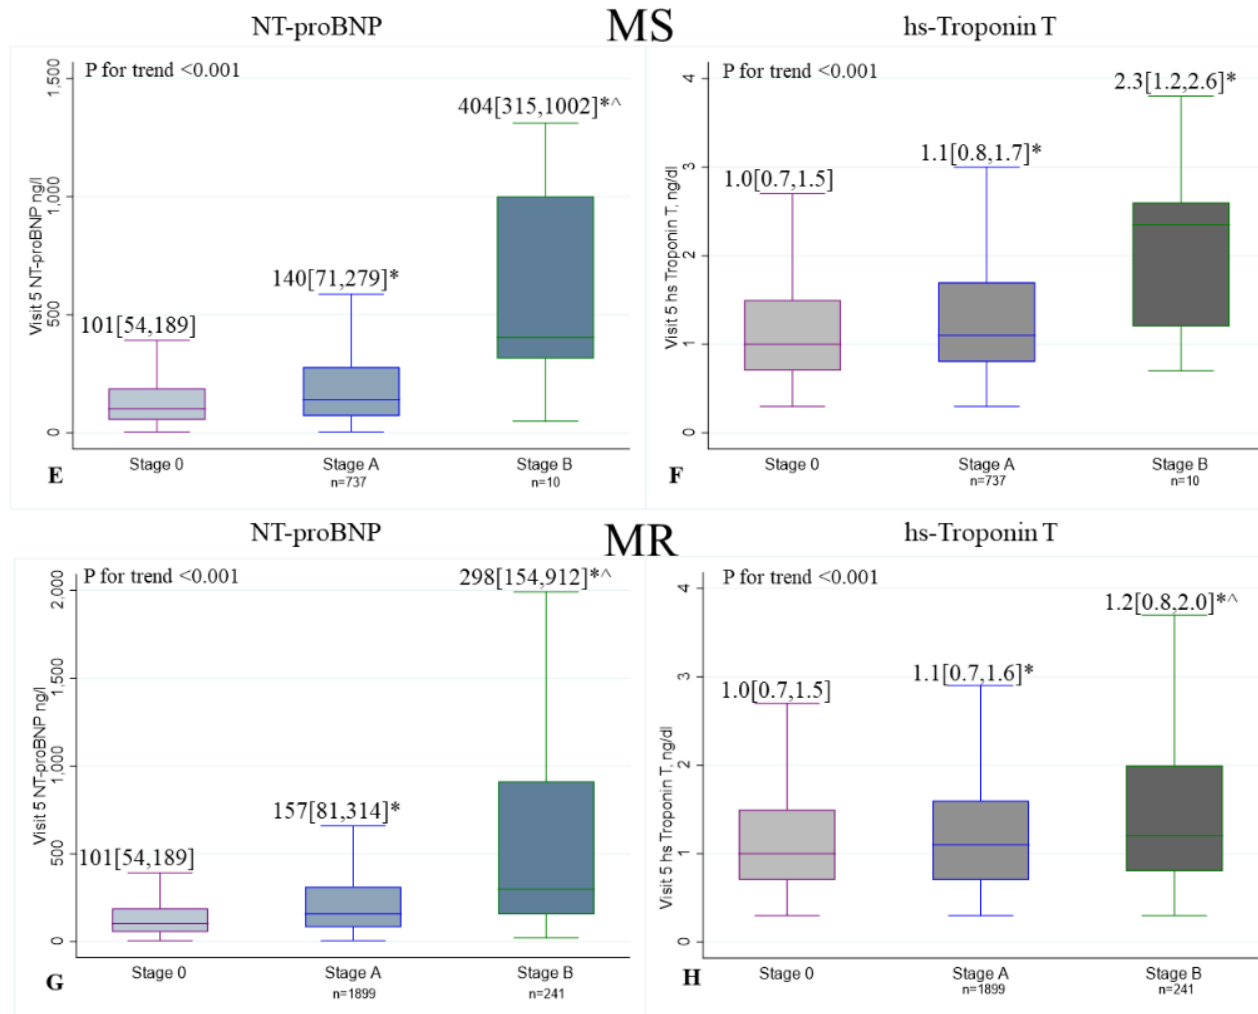 NT-proBNP MS hs-Troponin T
P for trend <0.001
1,500
1,000
500
0
Visit 5 NT-proBNP ng/l
101[54,189]
140[71,279]*
404[315,1002]*^
Stage 0 Stage A Stage B
n=737 n=10
E
P for trend <0.001
4
3
2
1
0
Visit 5 hs Troponin T, ng/dl
1.0[0.7,1.5]
1.1[0.8,1.7]*
2.3[1.2,2.6]*
Stage 0 Stage A Stage B
n=737 n=10
F
NT-proBNP MR hs-Troponin T
P for trend <0.001
2,000
1,500
1,000
500
0
Visit 5 NT-proBNP ng/l
101[54,189]
157[81,314]*
298[154,912]*^
Stage 0 Stage A Stage B
n=1899 n=241
G
P for trend <0.001
4
3
2
1
0
Visit 5 hs Troponin T, ng/dl
1.0[0.7,1.5]
1.1[0.7,1.6]*
1.2[0.8,2.0]*^
Stage 0 Stage A Stage B
n=1899 n=241
H